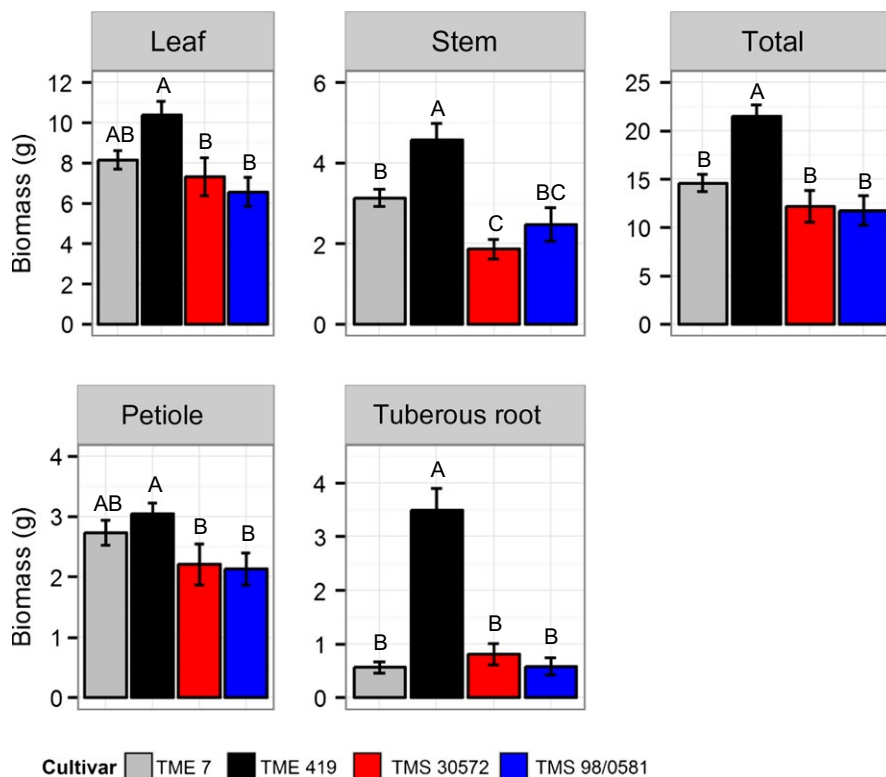 Leaf
Stem
Total
Biomass (g)
12
10
8
6
4
2
0
AB
A
B
B
6
4
2
0
B
A
C
BC
25
20
15
10
5
0
B
A
B
B
Petiole
Tuberous root
Biomass (g)
4
3
2
1
0
AB
A
B
B
4
3
2
1
0
B
A
B
B
Cultivar TME 7 TME 419 TMS 30572 TMS 98/0581